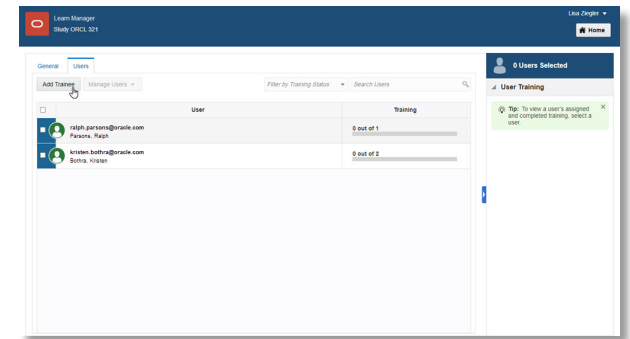 Learn Manager
Study ORCL 321
Lisa Ziegler
Home
General Users
Add Trainee Manage Users Filter by Training Status Search Users
User Training
ralph.parsons@oracle.com
Parsons, Ralph
0 out of 1
kristen.bothra@oracle.com
Bothra, Kristen
0 out of 2
0 Users Selected
User Training
Tip: To view a user's assigned
and completed training, select a
user.